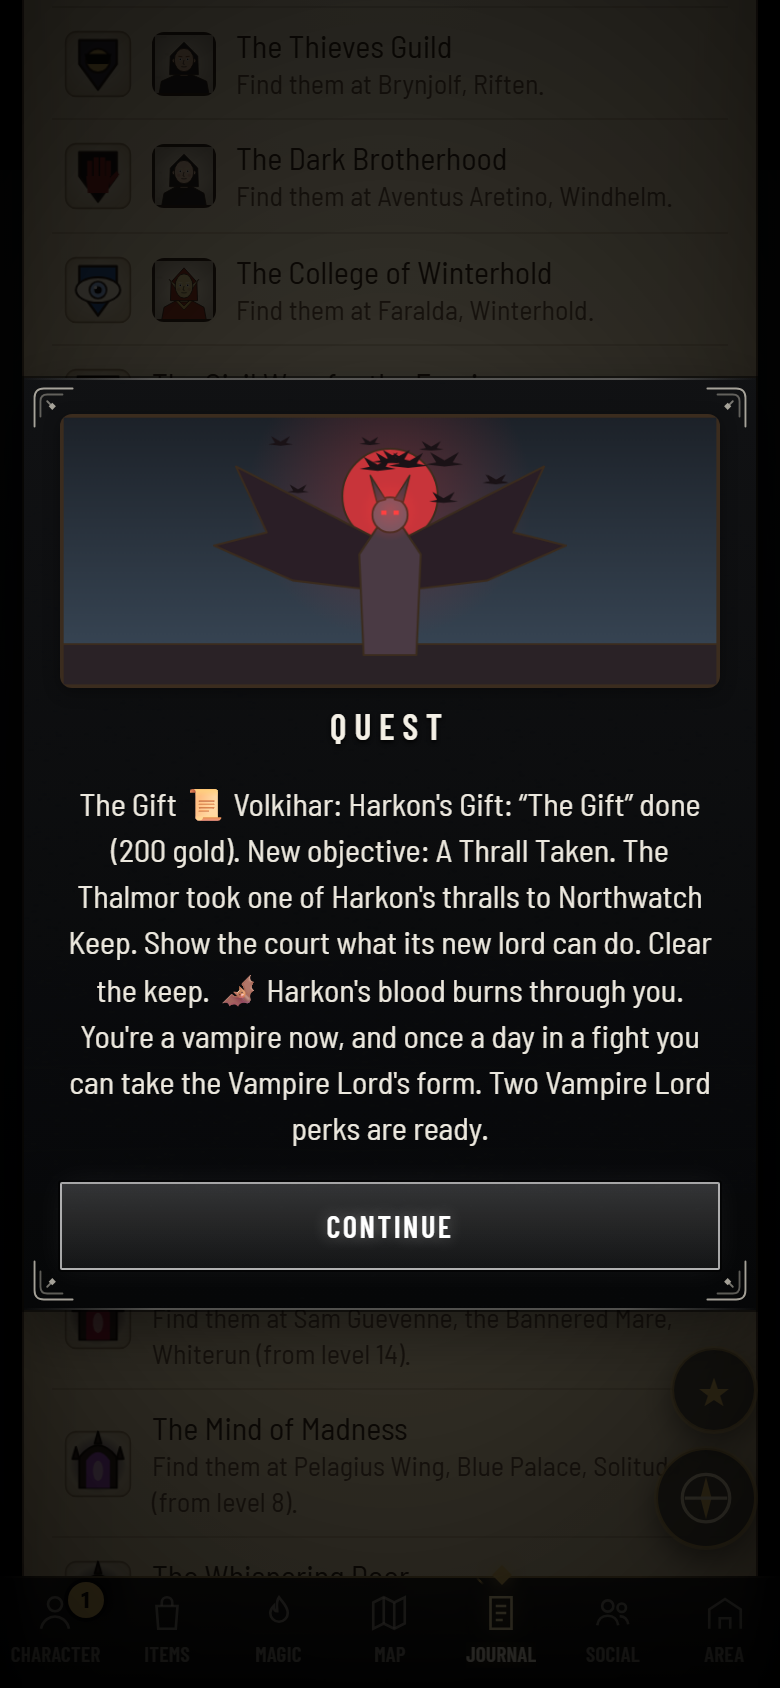 The Thieves Guild
Find them at Brynjolf, Riften.
The Dark Brotherhood
Find them at Aventus Aretino, Windhelm.
The College of Winterhold
Find them at Faralda, Winterhold.
QUEST
The Gift 📜 Volkihar: Harkon's Gift: “The Gift” done
(200 gold). New objective: A Thrall Taken. The
Thalmor took one of Harkon's thralls to Northwatch
Keep. Show the court what its new lord can do. Clear
the keep. 🦇 Harkon's blood burns through you.
You're a vampire now, and once a day in a fight you
can take the Vampire Lord's form. Two Vampire Lord
perks are ready.
CONTINUE
Find them at Sam Guevenne, the Bannered Mare,
Whiterun (from level 14).
The Mind of Madness
Find them at Pelagius Wing, Blue Palace, Solitud
(from level 8).
The Whispering Door
1
CHARACTER
ITEMS
MAGIC
MAP
JOURNAL
SOCIAL
AREA